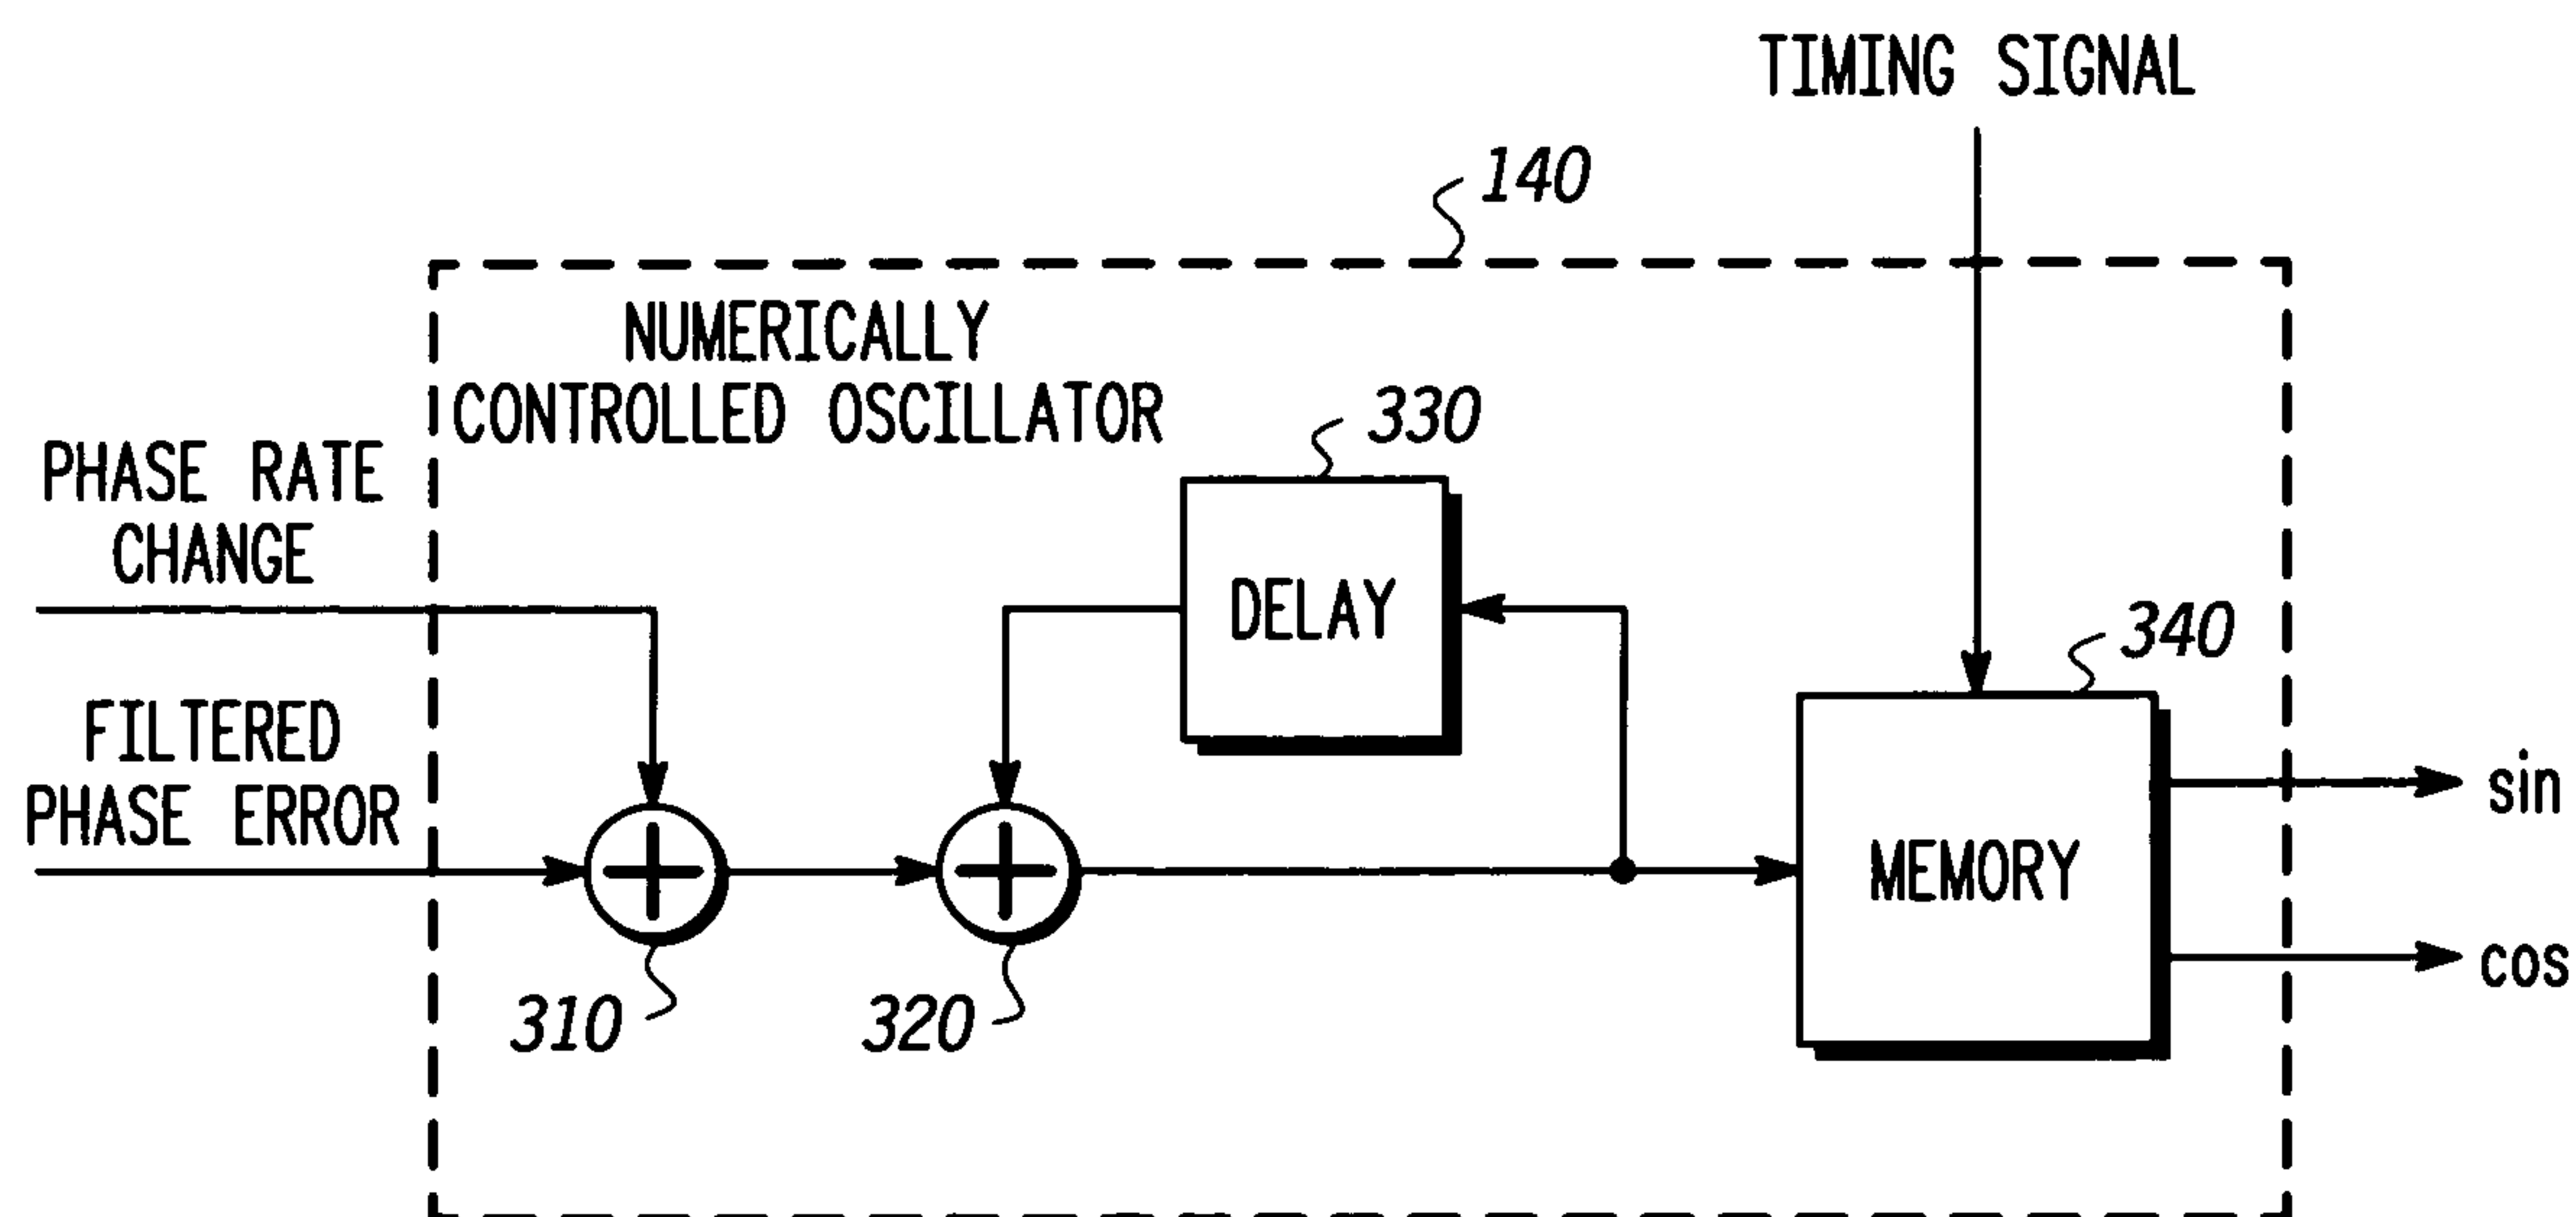 TIMING SIGNAL
140
NUMERICALLY
CONTROLLED OSCILLATOR
330
PHASE RATE
CHANGE
DELAY
340
FILTERED
PHASE ERROR
MEMORY
sin
cos
310
320